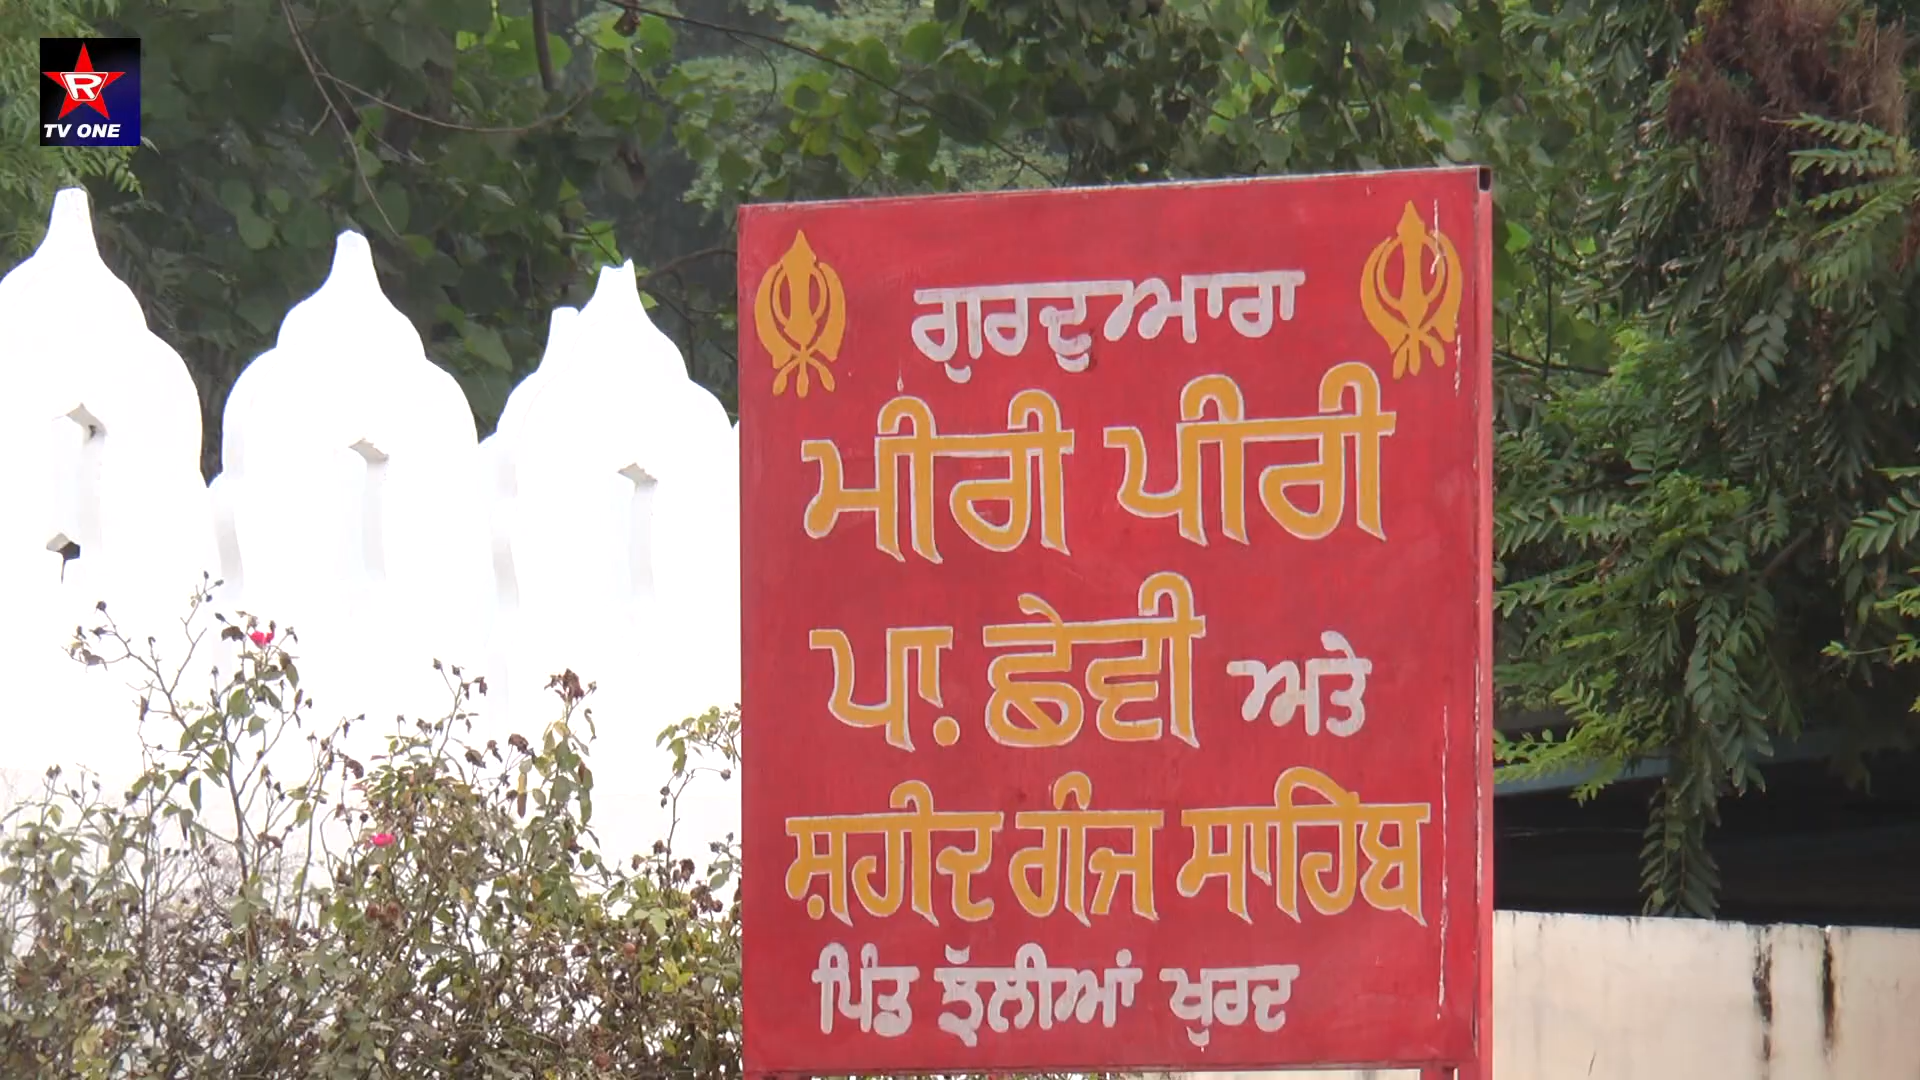 R
TV ONE
ਗੁਰਦੁਆਰਾ
ਮੀਰੀ ਪੀਰੀ
ਪਾ. ਛੇਵੀ ਅਤੇ
ਸ਼ਹੀਦ ਗੰਜ ਸਾਹਿਬ
ਪਿੰਡ ਝੱਲੀਆਂ ਖੁਰਦ